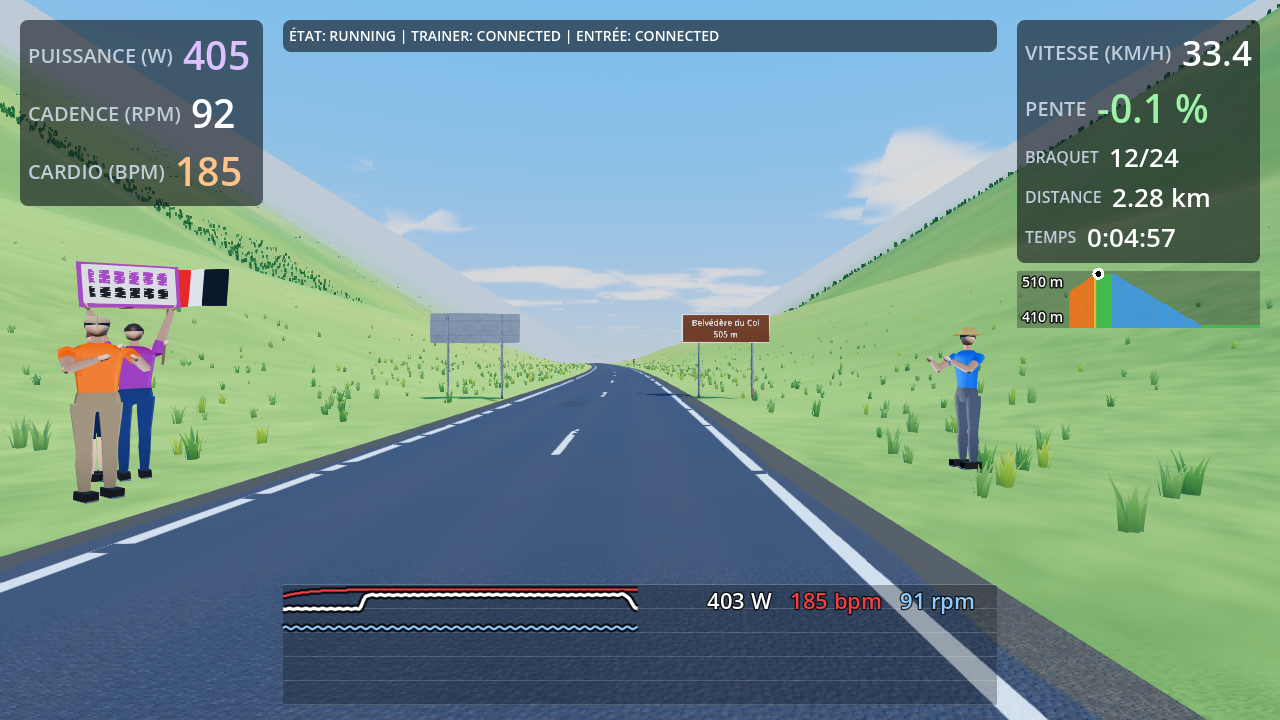 PUISSANCE (W) 405
CADENCE (RPM) 92
CARDIO (BPM) 185
ÉTAT: RUNNING | TRAINER: CONNECTED | ENTRÉE: CONNECTED
VITESSE (KM/H) 33.4
PENTE -0.1 %
BRAQUET 12/24
DISTANCE 2.28 km
TEMPS 0:04:57
510 m
410 m
Belvédère du Col
505 m
403 W 185 bpm 91 rpm